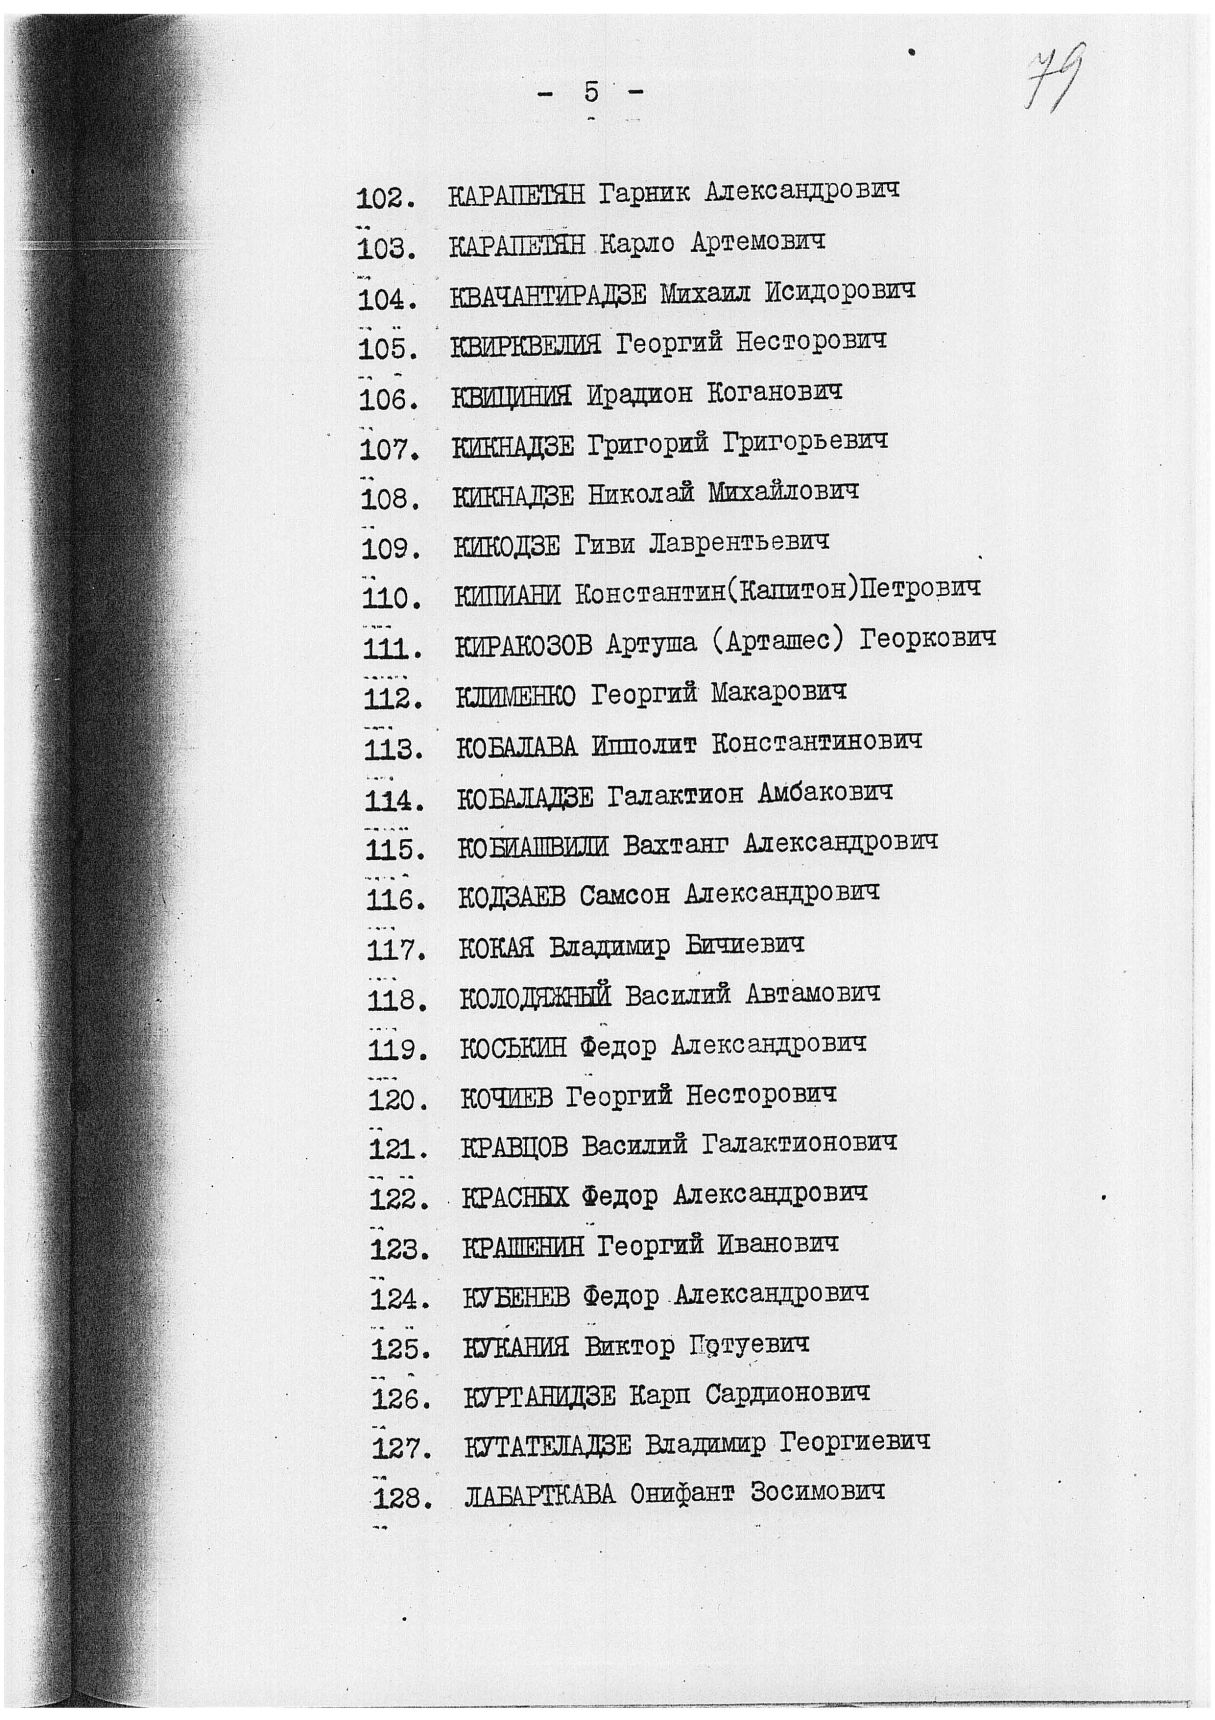 79
- 5 -
102. КАРАПЕТЯН Гарник Александрович
103. КАРАПЕТЯН Карло Артемович
104. КВАЧАНТИРАДЗЕ Михаил Исидорович
105. КВИРКВЕЛИЯ Георгий Несторович
106. КВИЦИНИЯ Ирадион Коганович
107. КИКНАДЗЕ Григорий Григорьевич
108. КИКНАДЗЕ Николай Михайлович
109. КИКОДЗЕ Гиви Лаврентьевич
110. КИПИАНИ Константин(Капитон)Петрович
111. КИРАКОЗОВ Артуша (Арташес) Георкович
112. КЛИМЕНКО Георгий Макарович
113. КОБАЛАВА Ипполит Константинович
114. КОБАЛАДЗЕ Галактион Амбакович
115. КОБИАШВИЛИ Вахтанг Александрович
116. КОДЗАЕВ Самсон Александрович
117. КОКАЯ Владимир Бичиевич
118. КОЛОДЯЖНЫЙ Василий Автамович
119. КОСЬКИН Федор Александрович
120. КОЧИЕВ Георгий Несторович
121. КРАВЦОВ Василий Галактионович
122. КРАСНЫХ Федор Александрович
123. КРАШЕНИН Георгий Иванович
124. КУБЕНЕВ Федор Александрович
125. КУКАНИЯ Виктор Потуевич
126. КУРТАНИДЗЕ Карп Сардионович
127. КУТАТЕЛАДЗЕ Владимир Георгиевич
128. ЛАБАРТКАВА Онифант Зосимович